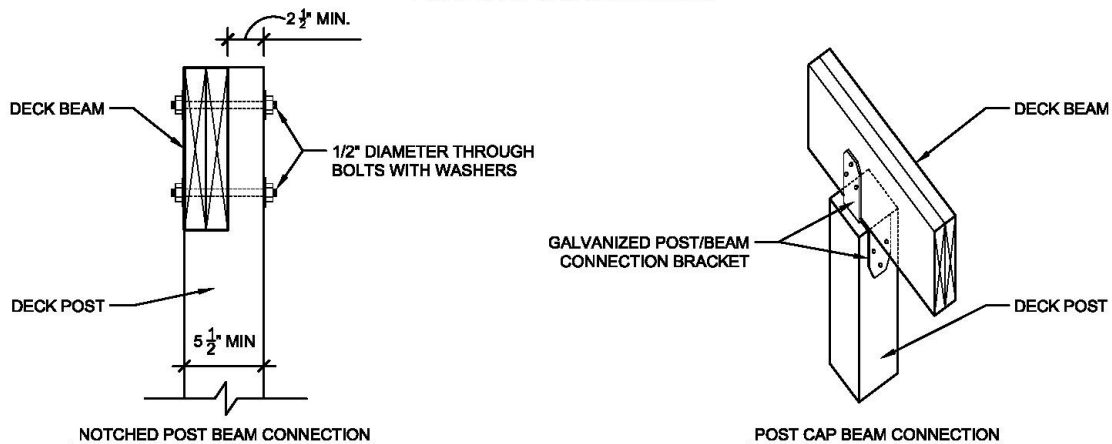 2 1/2" MIN.
DECK BEAM
1/2" DIAMETER THROUGH
BOLTS WITH WASHERS
DECK POST
5 1/2" MIN
NOTCHED POST BEAM CONNECTION
DECK BEAM
GALVANIZED POST/BEAM
CONNECTION BRACKET
DECK POST
POST CAP BEAM CONNECTION